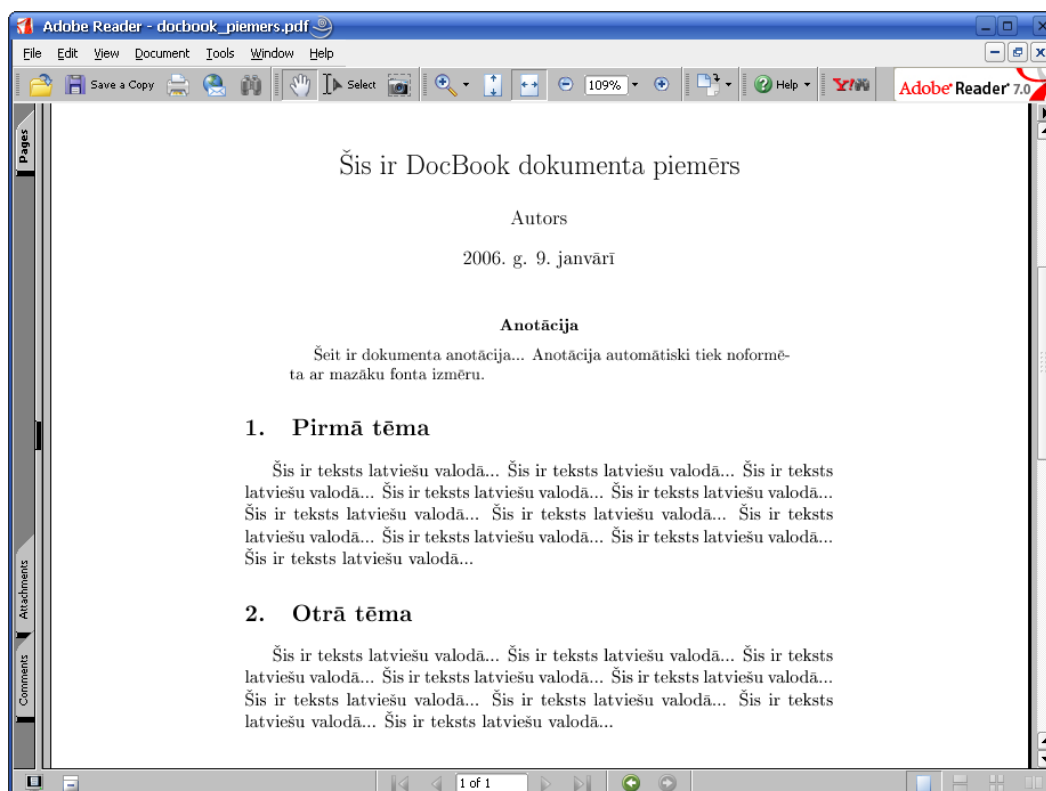 Adobe Reader - docbook_piemers.pdf
File Edit View Document Tools Window Help
Save a Copy Select 109% Help Y! Adobe Reader 7.0
Pages
Šis ir DocBook dokumenta piemērs
Autors
2006. g. 9. janvārī
Anotācija
Šeit ir dokumenta anotācija... Anotācija automātiski tiek noformē-
ta ar mazāku fonta izmēru.
1. Pirmā tēma
Šis ir teksts latviešu valodā... Šis ir teksts latviešu valodā... Šis ir teksts
latviešu valodā... Šis ir teksts latviešu valodā... Šis ir teksts latviešu valodā...
Šis ir teksts latviešu valodā... Šis ir teksts latviešu valodā... Šis ir teksts
latviešu valodā... Šis ir teksts latviešu valodā... Šis ir teksts latviešu valodā...
Šis ir teksts latviešu valodā...
Attachments
2. Otrā tēma
Šis ir teksts latviešu valodā... Šis ir teksts latviešu valodā... Šis ir teksts
latviešu valodā... Šis ir teksts latviešu valodā... Šis ir teksts latviešu valodā...
Šis ir teksts latviešu valodā... Šis ir teksts latviešu valodā... Šis ir teksts
latviešu valodā... Šis ir teksts latviešu valodā...
Comments
1 of 1